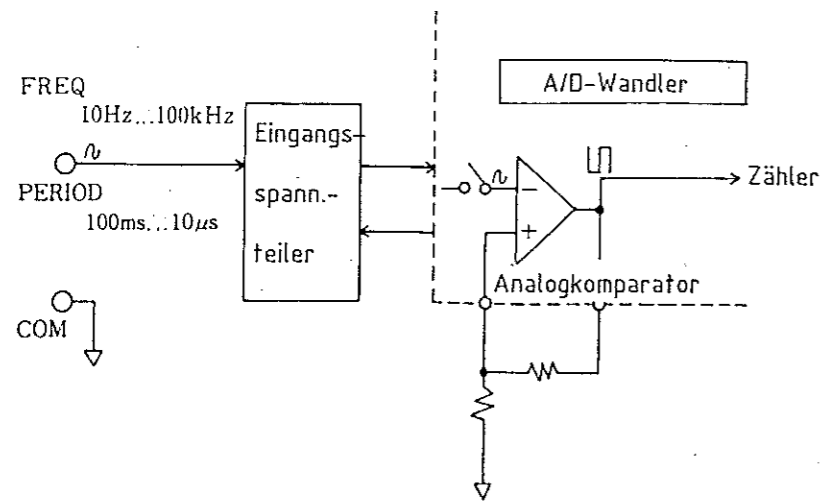 FREQ
10Hz...100kHz
PERIOD
100ms...10µs
COM
Eingangs-
spann.-
teiler
A/D-Wandler
Zähler
−
+
Analogkomparator